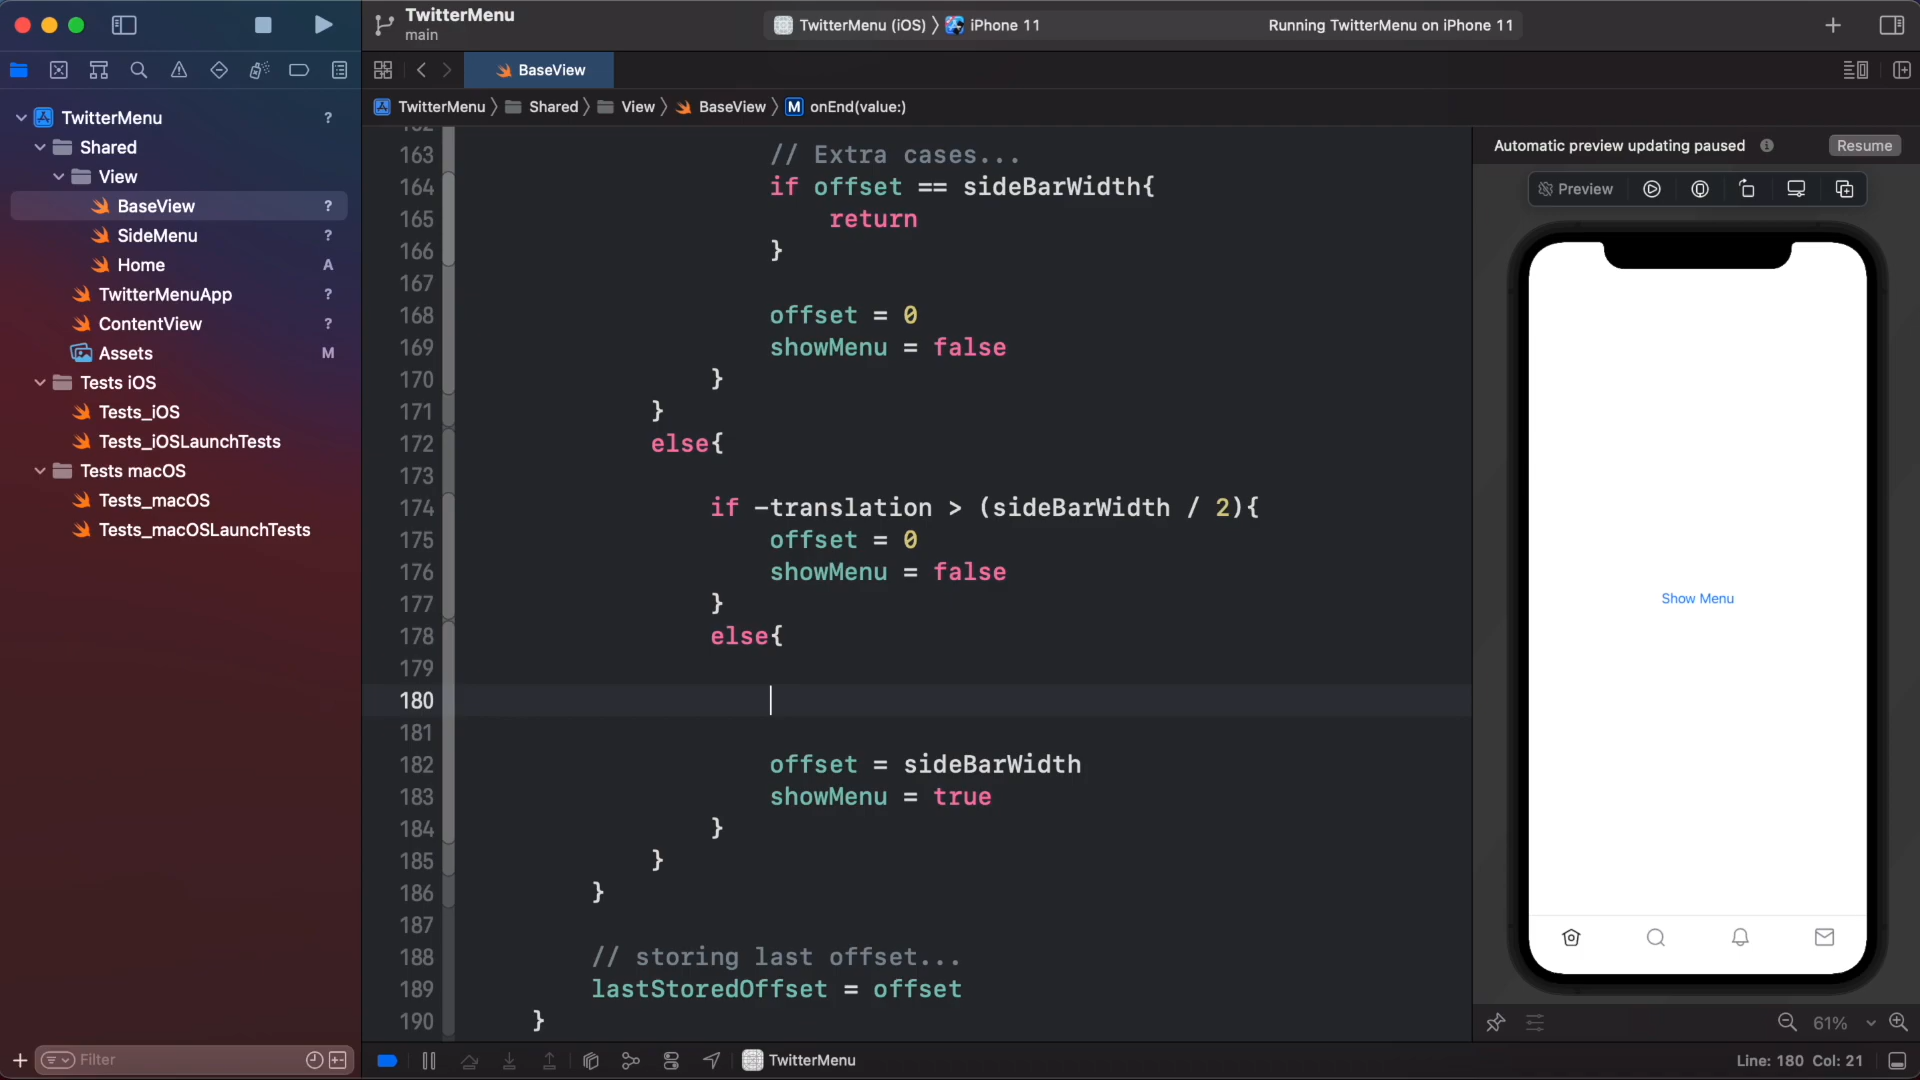 TwitterMenu
main
TwitterMenu (iOS) 〉 iPhone 11
Running TwitterMenu on iPhone 11
BaseView
TwitterMenu 〉 Shared 〉 View 〉 BaseView 〉 M onEnd(value:)
TwitterMenu ?
Shared
View
BaseView ?
SideMenu ?
Home A
TwitterMenuApp ?
ContentView ?
Assets M
Tests iOS
Tests_iOS
Tests_iOSLaunchTests
Tests macOS
Tests_macOS
Tests_macOSLaunchTests
Filter
163 // Extra cases...
164 if offset == sideBarWidth{
165 return
166 }
167
168 offset = 0
169 showMenu = false
170 }
171 }
172 else{
173
174 if -translation > (sideBarWidth / 2){
175 offset = 0
176 showMenu = false
177 }
178 else{
179
180
181
182 offset = sideBarWidth
183 showMenu = true
184 }
185 }
186 }
187
188 // storing last offset...
189 lastStoredOffset = offset
190 }
Automatic preview updating paused
Resume
Preview
Show Menu
61%
TwitterMenu
Line: 180 Col: 21